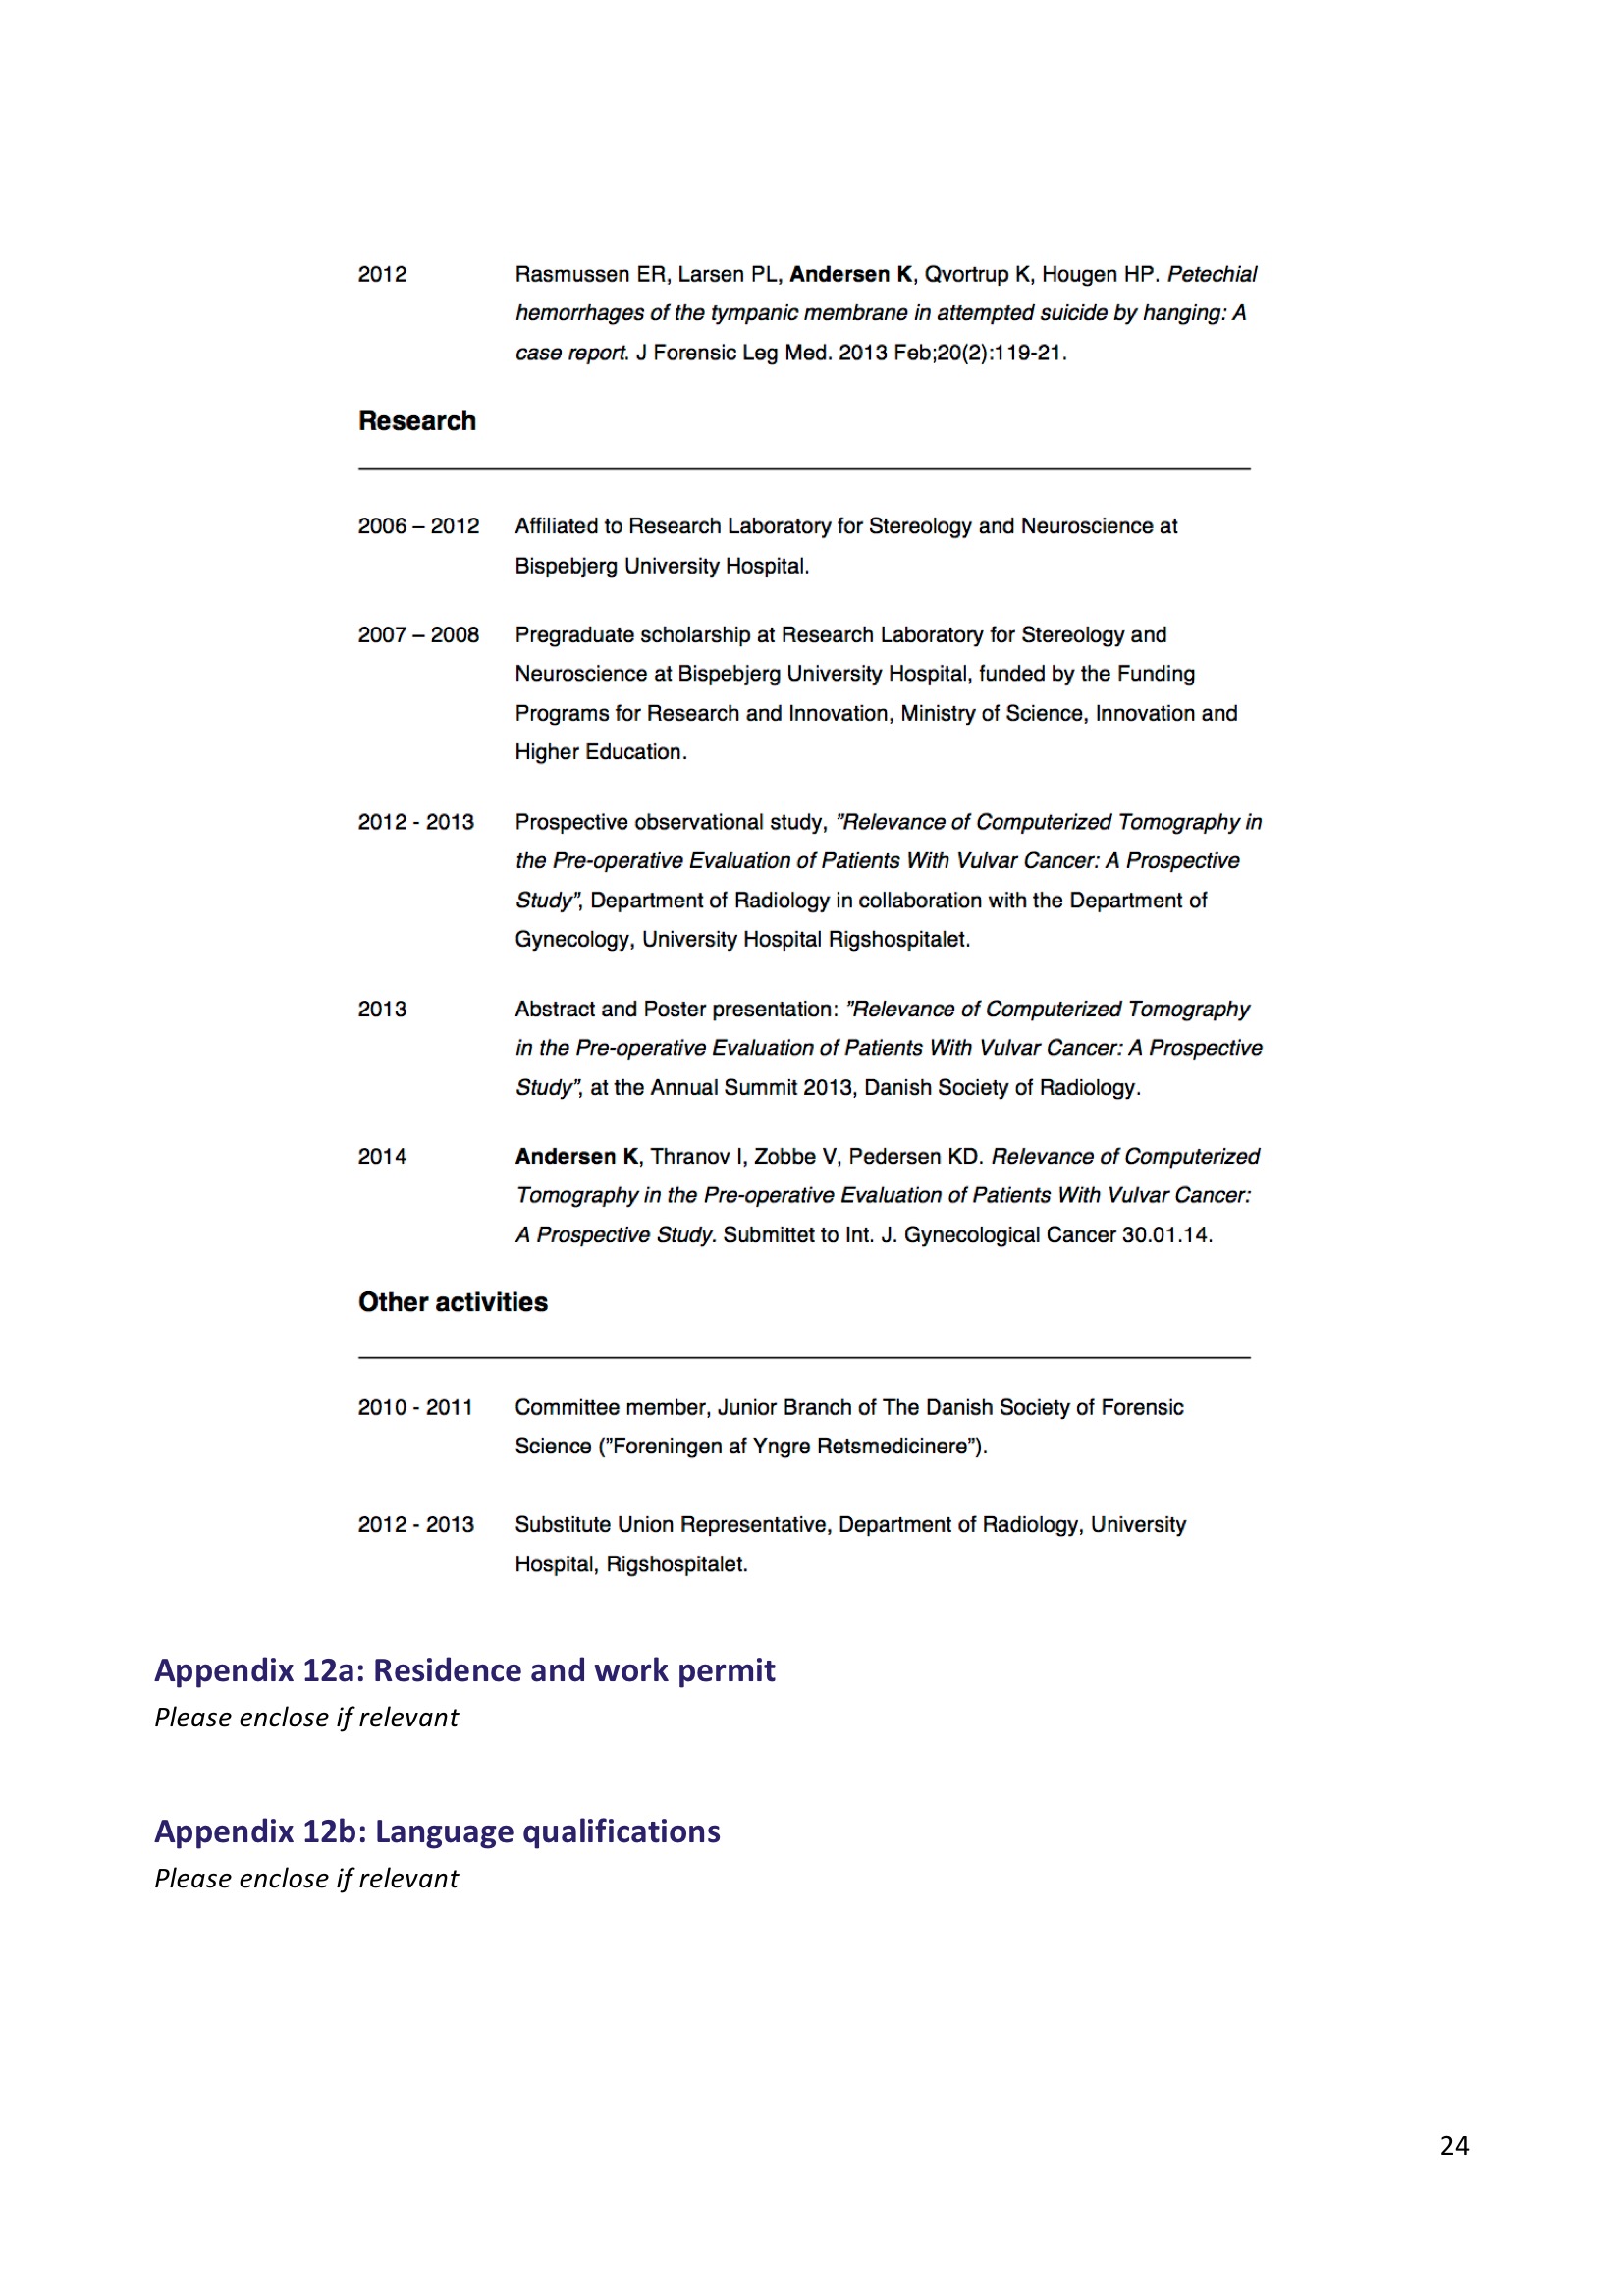 2012 Rasmussen ER, Larsen PL, Andersen K, Qvortrup K, Hougen HP. Petechial
hemorrhages of the tympanic membrane in attempted suicide by hanging: A
case report. J Forensic Leg Med. 2013 Feb;20(2):119-21.
Research
2006 – 2012 Affiliated to Research Laboratory for Stereology and Neuroscience at
Bispebjerg University Hospital.
2007 – 2008 Pregraduate scholarship at Research Laboratory for Stereology and
Neuroscience at Bispebjerg University Hospital, funded by the Funding
Programs for Research and Innovation, Ministry of Science, Innovation and
Higher Education.
2012 - 2013 Prospective observational study, ”Relevance of Computerized Tomography in
the Pre-operative Evaluation of Patients With Vulvar Cancer: A Prospective
Study”, Department of Radiology in collaboration with the Department of
Gynecology, University Hospital Rigshospitalet.
2013 Abstract and Poster presentation: ”Relevance of Computerized Tomography
in the Pre-operative Evaluation of Patients With Vulvar Cancer: A Prospective
Study”, at the Annual Summit 2013, Danish Society of Radiology.
2014 Andersen K, Thranov I, Zobbe V, Pedersen KD. Relevance of Computerized
Tomography in the Pre-operative Evaluation of Patients With Vulvar Cancer:
A Prospective Study. Submittet to Int. J. Gynecological Cancer 30.01.14.
Other activities
2010 - 2011 Committee member, Junior Branch of The Danish Society of Forensic
Science (”Foreningen af Yngre Retsmedicinere”).
2012 - 2013 Substitute Union Representative, Department of Radiology, University
Hospital, Rigshospitalet.
Appendix 12a: Residence and work permit
Please enclose if relevant
Appendix 12b: Language qualifications
Please enclose if relevant
24